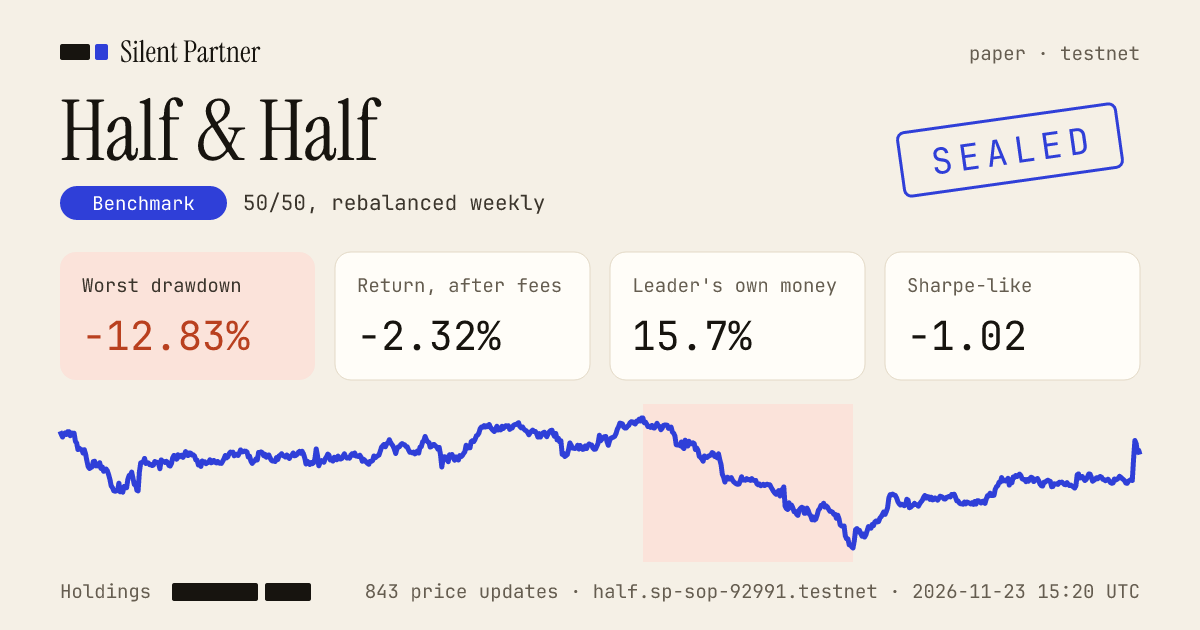 Silent Partner
paper · testnet
Half & Half
SEALED
Benchmark
50/50, rebalanced weekly
Worst drawdown
-12.83%
Return, after fees
-2.32%
Leader's own money
15.7%
Sharpe-like
-1.02
Holdings
843 price updates · half.sp-sop-92991.testnet · 2026-11-23 15:20 UTC